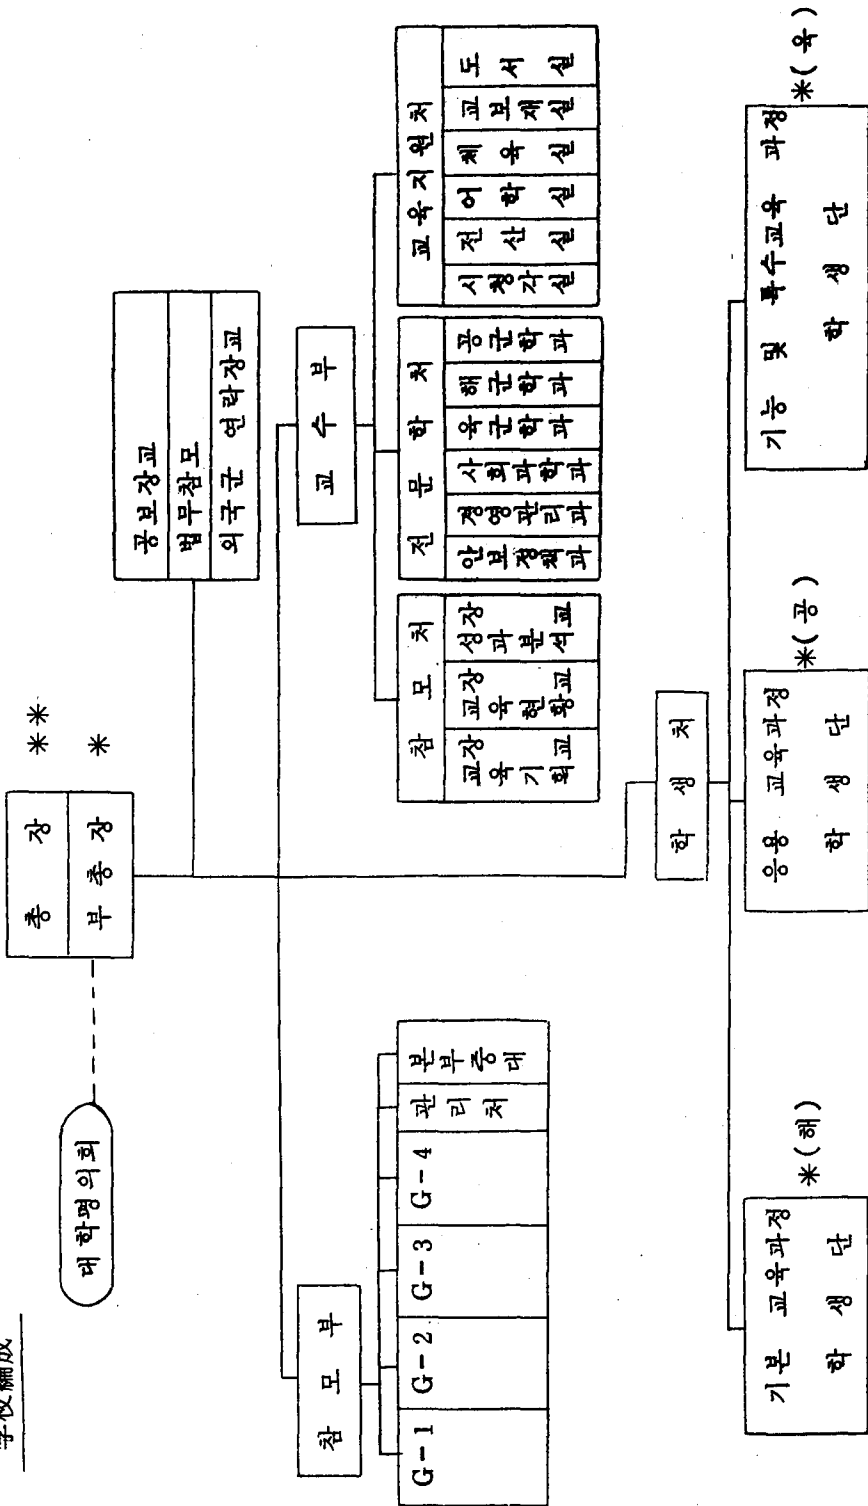 學校編成
총 장 **
부 총 장 *
대학평의회
공보장교
법무참모
외국군 연락장교
참 모 부
G-1
G-2
G-3
G-4
관리처
본부중대
교 수 부
참 모 처
교육기획장교
교육현황장교
성과분석장교
전 문 학 처
안보정책과
경영관리과
사회과학과
육군학과
해군학과
공군학과
교육지원처
시청각실
전산실
어학실
체육실
교보재실
도서실
학 생 처
기본 교육과정
학 생 단
*(해)
응용 교육과정
학 생 단
*(공)
기능 및 특수교육 과정
학 생 단
*(육)